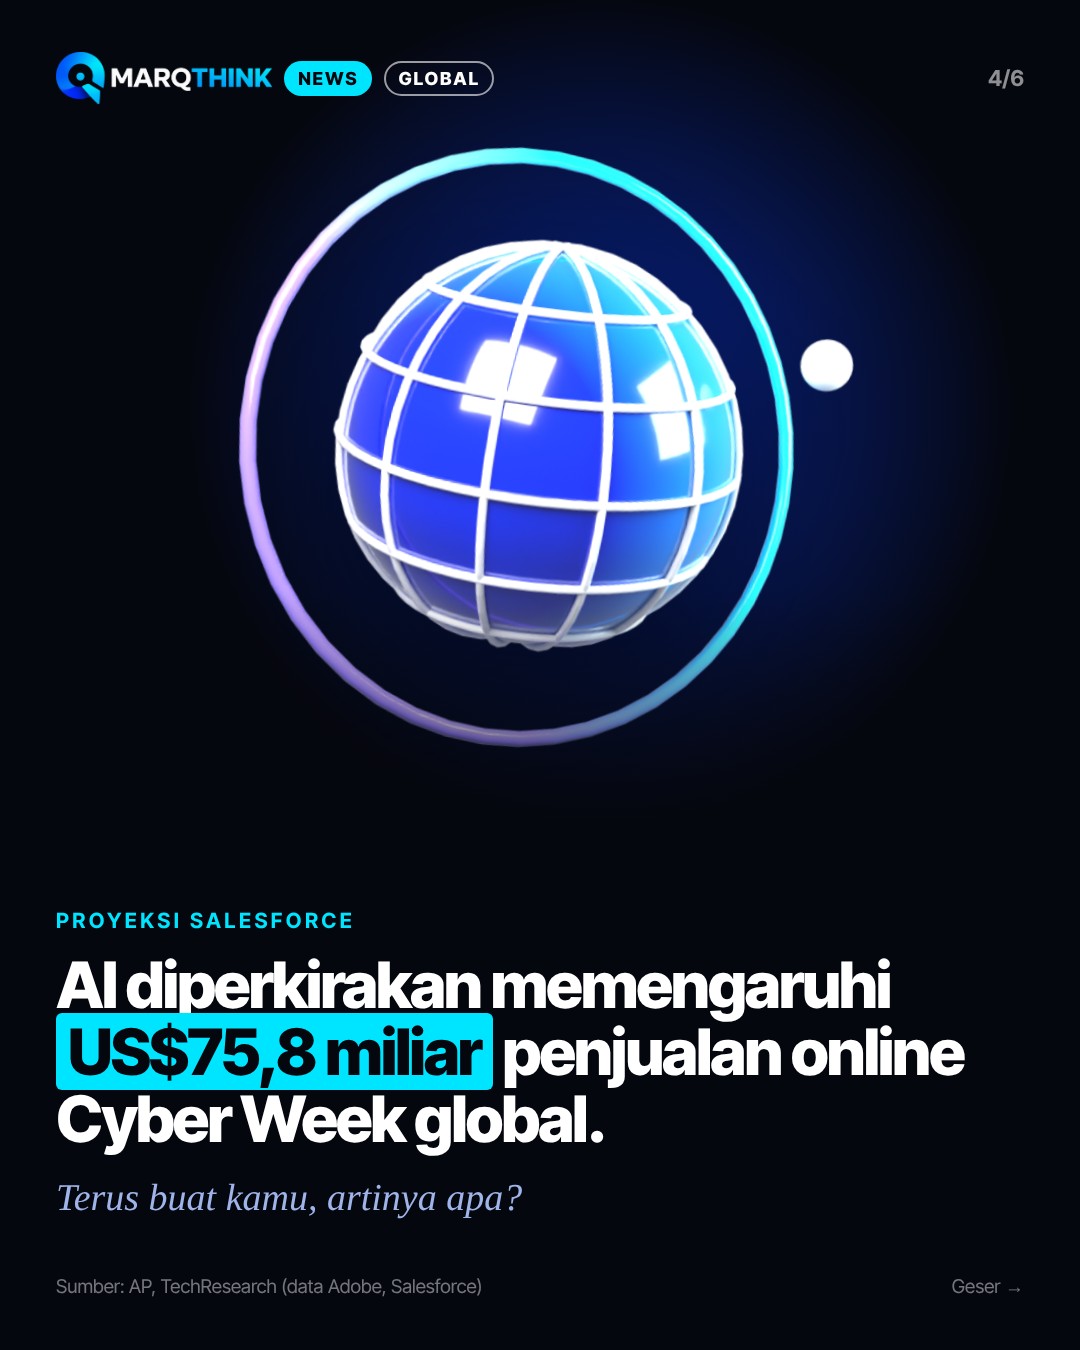 MARQTHINK NEWS GLOBAL 4/6
PROYEKSI SALESFORCE
AI diperkirakan memengaruhi
US$75,8 miliar penjualan online
Cyber Week global.
Terus buat kamu, artinya apa?
Sumber: AP, TechResearch (data Adobe, Salesforce) Geser →